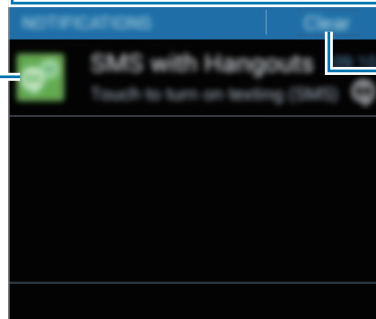 NOTIFICATIONS
Clear
SMS with Hangouts
Touch to turn on texting (SMS)